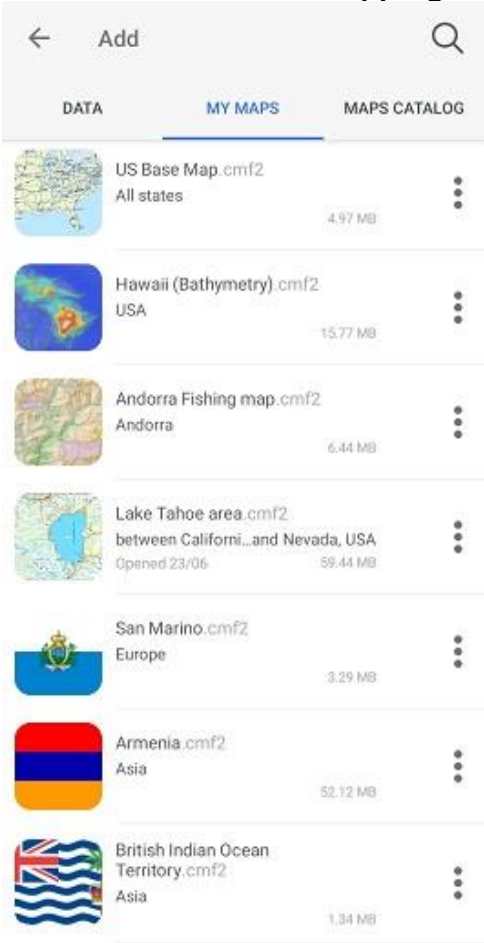 Add
DATA MY MAPS MAPS CATALOG
US Base Map.cmf2
All states
4.97 MB
Hawaii (Bathymetry).cmf2
USA
15.77 MB
Andorra Fishing map.cmf2
Andorra
6.44 MB
Lake Tahoe area.cmf2
between Californi...and Nevada, USA
Opened 23/06 59.44 MB
San Marino.cmf2
Europe
3.29 MB
Armenia.cmf2
Asia
52.12 MB
British Indian Ocean
Territory.cmf2
Asia
1.34 MB